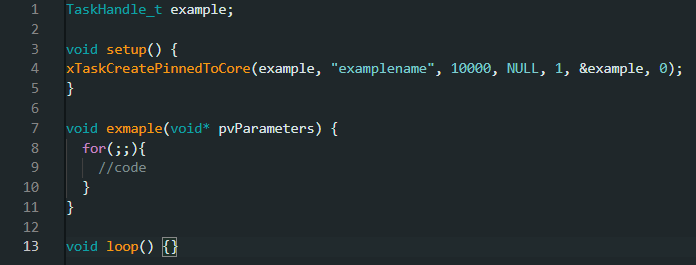 1 TaskHandle_t example;
2
3 void setup() {
4 xTaskCreatePinnedToCore(example, "examplename", 10000, NULL, 1, &example, 0);
5 }
6
7 void exmaple(void* pvParameters) {
8   for(;;){
9     //code
10   }
11 }
12
13 void loop() {}